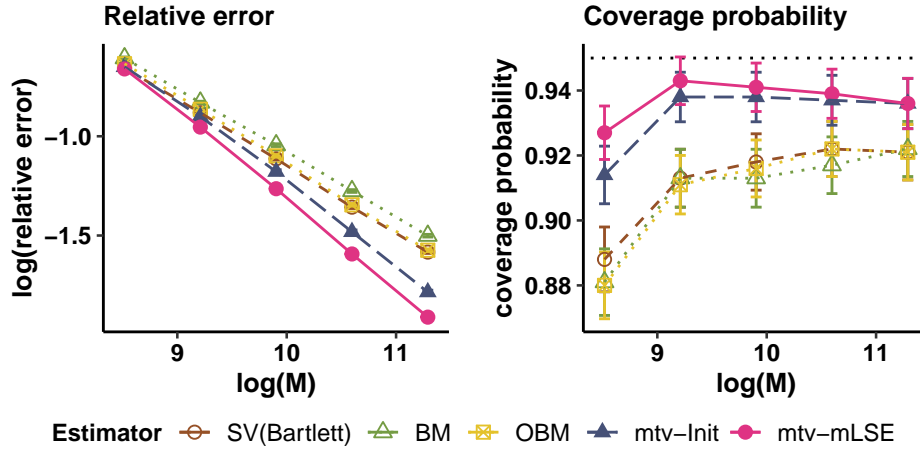 Relative error
log(relative error)
−1.0
−1.5
9 10 11
log(M)
Coverage probability
coverage probability
0.94
0.92
0.90
0.88
9 10 11
log(M)
Estimator SV(Bartlett) BM OBM mtv−Init mtv−mLSE